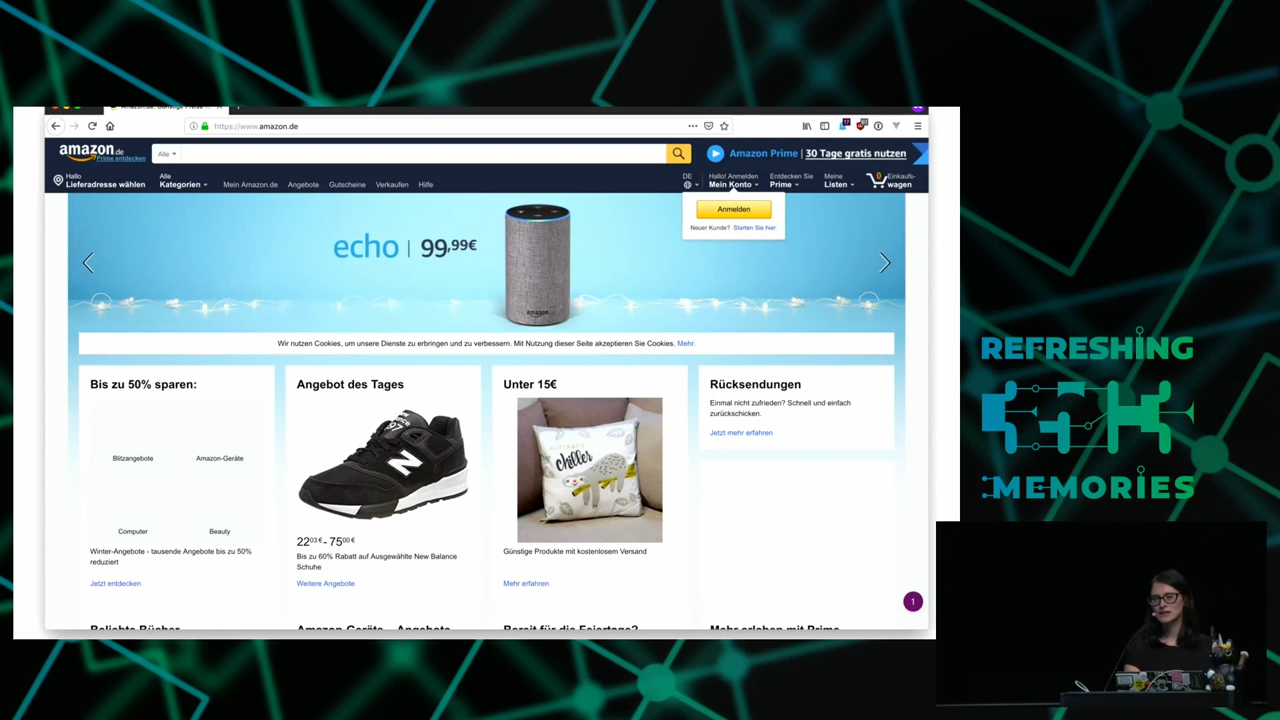 https://www.amazon.de
amazon.de
Prime entdecken
Alle
Amazon Prime | 30 Tage gratis nutzen
Hallo
Lieferadresse wählen
Alle
Kategorien
Mein Amazon.de
Angebote
Gutscheine
Verkaufen
Hilfe
DE
Hallo! Anmelden
Mein Konto
Entdecken Sie
Prime
Meine
Listen
0
Einkaufs-
wagen
Anmelden
Neuer Kunde? Starten Sie hier.
echo | 99,99€
amazon
Wir nutzen Cookies, um unsere Dienste zu erbringen und zu verbessern. Mit Nutzung dieser Seite akzeptieren Sie Cookies. Mehr.
Bis zu 50% sparen:
Blitzangebote
Amazon-Geräte
Computer
Beauty
Winter-Angebote - tausende Angebote bis zu 50%
reduziert
Jetzt entdecken
Angebot des Tages
N
22,03 € - 75,00 €
Bis zu 60% Rabatt auf Ausgewählte New Balance
Schuhe
Weitere Angebote
Unter 15€
chiller
Günstige Produkte mit kostenlosem Versand
Mehr erfahren
Rücksendungen
Einmal nicht zufrieden? Schnell und einfach
zurückschicken.
Jetzt mehr erfahren
1
Beliebte Bücher
Amazon-Geräte - Angebote
Bereit für die Feiertage?
Mehr erleben mit Prime
REFRESHING
MEMORIES